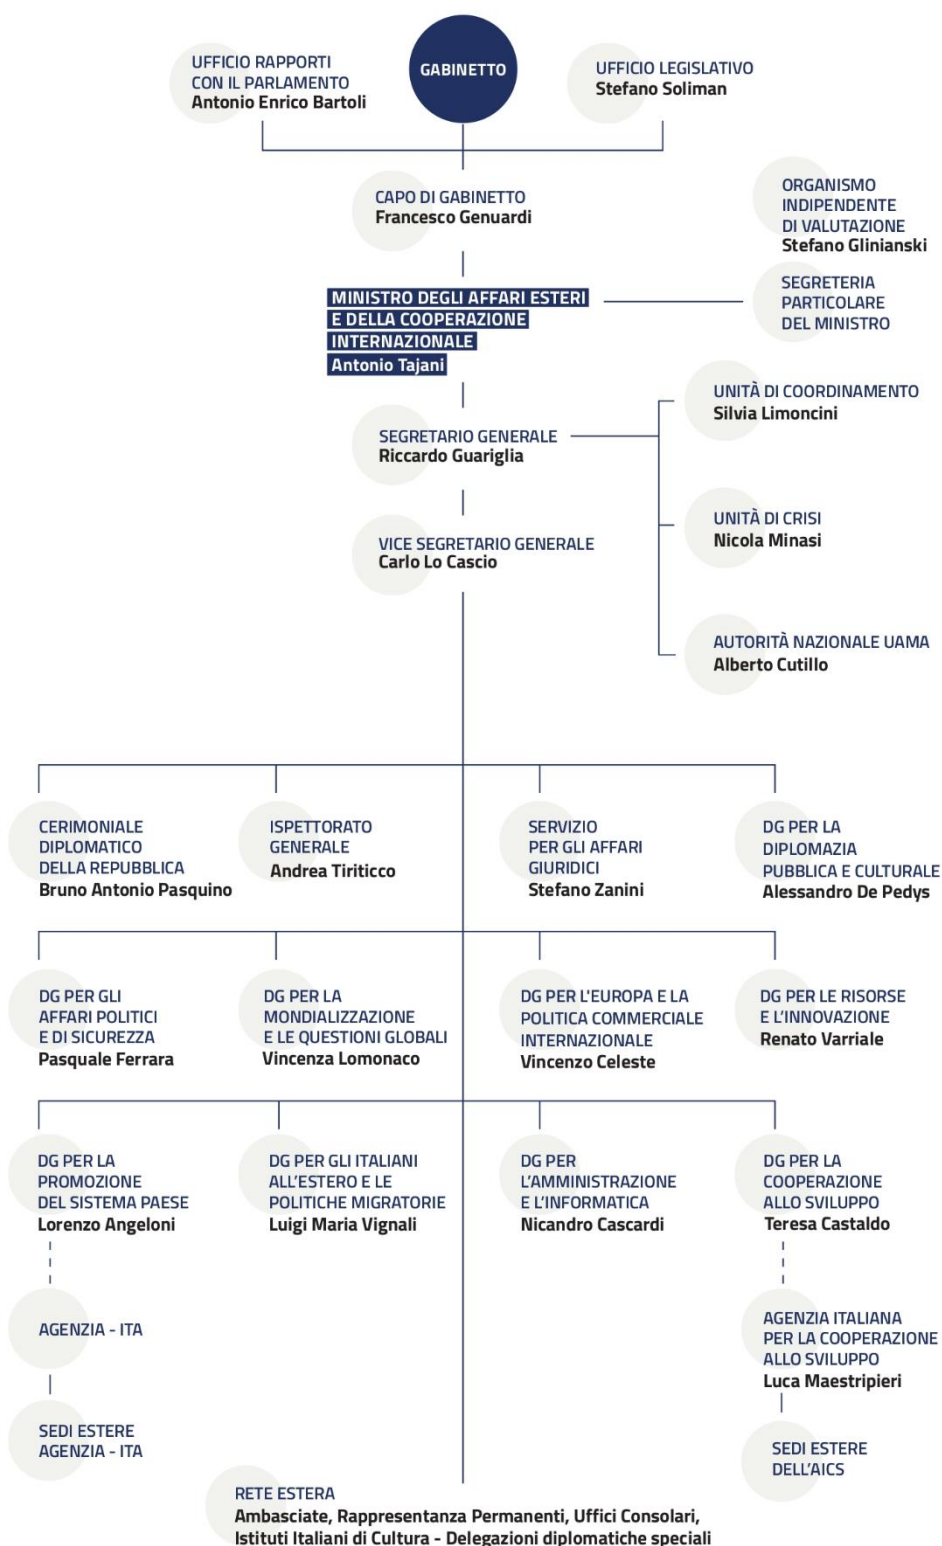 UFFICIO RAPPORTI
CON IL PARLAMENTO
Antonio Enrico Bartoli
GABINETTO
UFFICIO LEGISLATIVO
Stefano Soliman
CAPO DI GABINETTO
Francesco Genuardi
ORGANISMO
INDIPENDENTE
DI VALUTAZIONE
Stefano Glinianski
MINISTRO DEGLI AFFARI ESTERI
E DELLA COOPERAZIONE
INTERNAZIONALE
Antonio Tajani
SEGRETERIA
PARTICOLARE
DEL MINISTRO
SEGRETARIO GENERALE
Riccardo Guariglia
UNITÀ DI COORDINAMENTO
Silvia Limoncini
UNITÀ DI CRISI
Nicola Minasi
VICE SEGRETARIO GENERALE
Carlo Lo Cascio
AUTORITÀ NAZIONALE UAMA
Alberto Cutillo
CERIMONIALE
DIPLOMATICO
DELLA REPUBBLICA
Bruno Antonio Pasquino
ISPETTORATO
GENERALE
Andrea Tiriticco
SERVIZIO
PER GLI AFFARI
GIURIDICI
Stefano Zanini
DG PER LA
DIPLOMAZIA
PUBBLICA E CULTURALE
Alessandro De Pedys
DG PER GLI
AFFARI POLITICI
E DI SICUREZZA
Pasquale Ferrara
DG PER LA
MONDIALIZZAZIONE
E LE QUESTIONI GLOBALI
Vincenza Lomonaco
DG PER L'EUROPA E LA
POLITICA COMMERCIALE
INTERNAZIONALE
Vincenzo Celeste
DG PER LE RISORSE
E L'INNOVAZIONE
Renato Varriale
DG PER LA
PROMOZIONE
DEL SISTEMA PAESE
Lorenzo Angeloni
DG PER GLI ITALIANI
ALL'ESTERO E LE
POLITICHE MIGRATORIE
Luigi Maria Vignali
DG PER
L'AMMINISTRAZIONE
E L'INFORMATICA
Nicandro Cascardi
DG PER LA
COOPERAZIONE
ALLO SVILUPPO
Teresa Castaldo
AGENZIA - ITA
AGENZIA ITALIANA
PER LA COOPERAZIONE
ALLO SVILUPPO
Luca Maestripieri
SEDI ESTERE
AGENZIA - ITA
SEDI ESTERE
DELL'AICS
RETE ESTERA
Ambasciate, Rappresentanza Permanenti, Uffici Consolari,
Istituti Italiani di Cultura - Delegazioni diplomatiche speciali